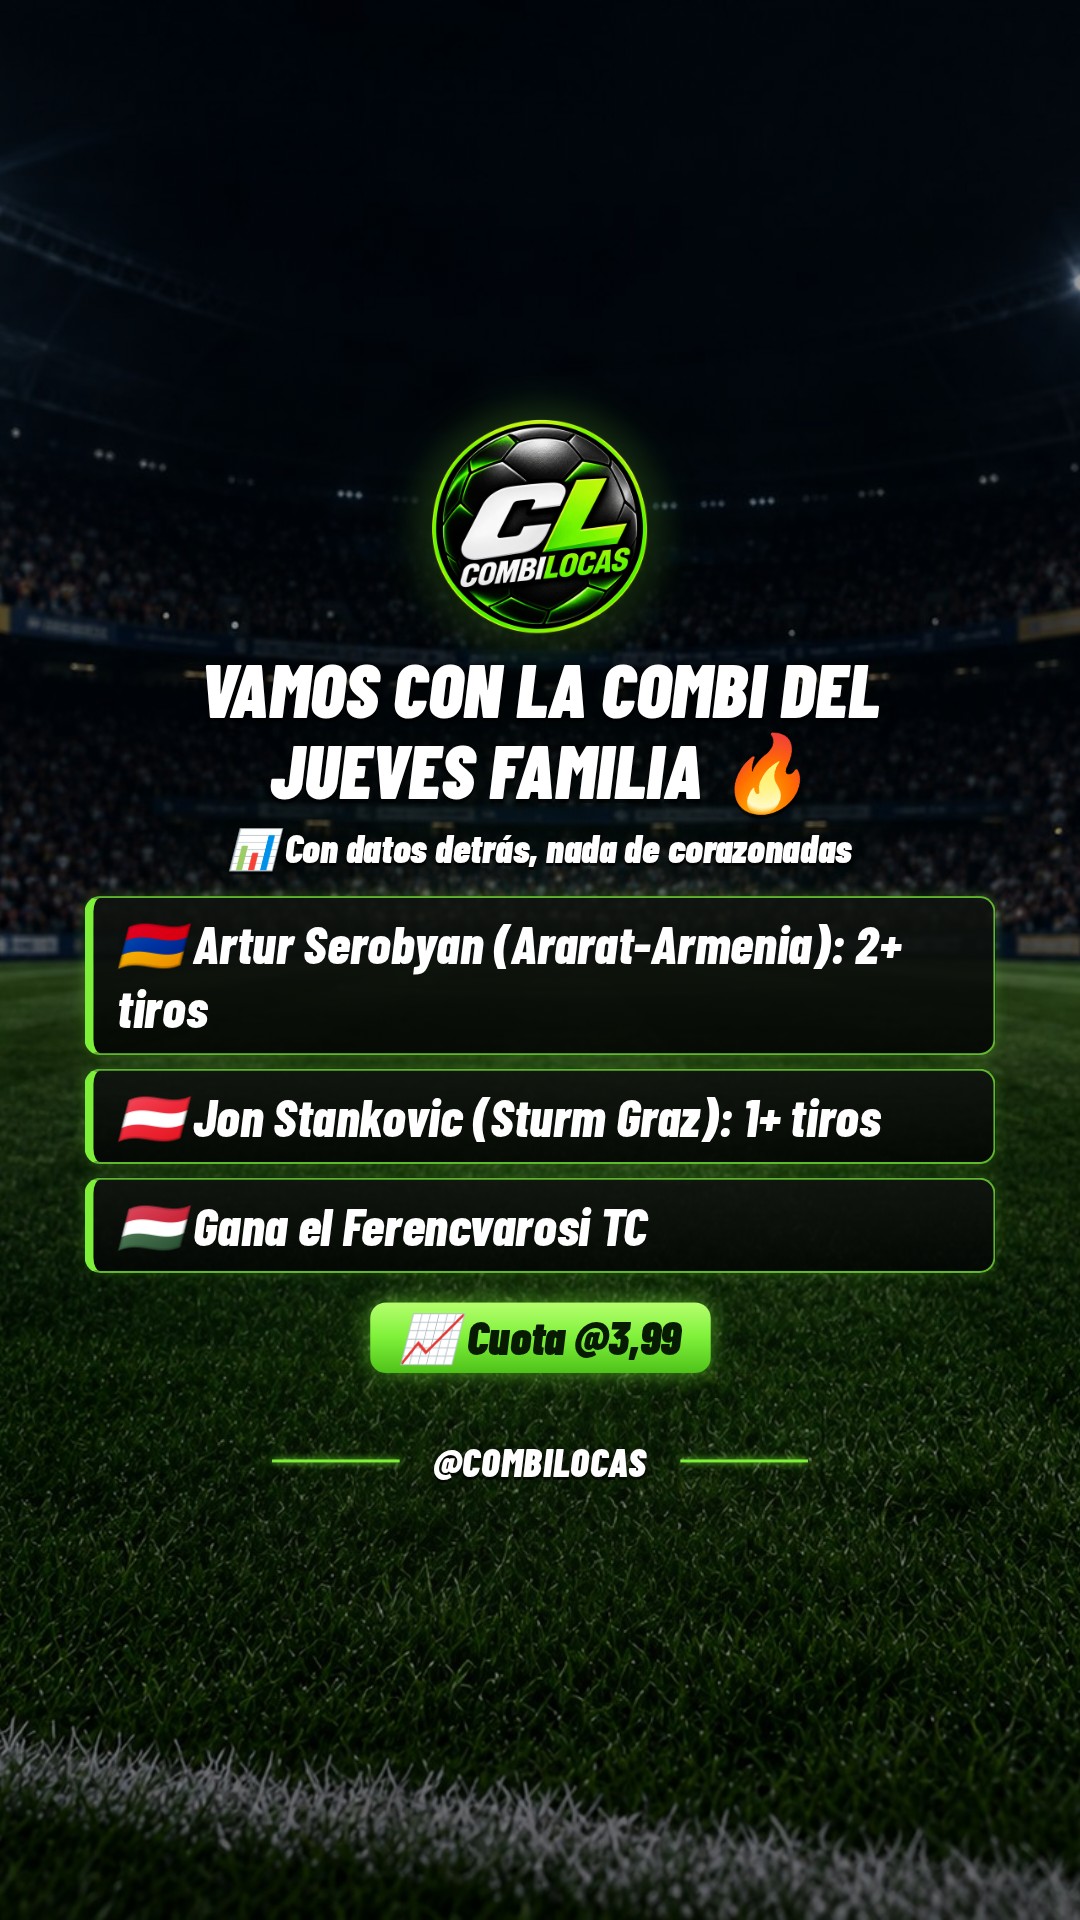 CL
COMBILOCAS
VAMOS CON LA COMBI DEL
JUEVES FAMILIA 🔥
📊 Con datos detrás, nada de corazonadas
🇦🇲 Artur Serobyan (Ararat-Armenia): 2+
tiros
🇦🇹 Jon Stankovic (Sturm Graz): 1+ tiros
🇭🇺 Gana el Ferencvarosi TC
📈 Cuota @3,99
@COMBILOCAS